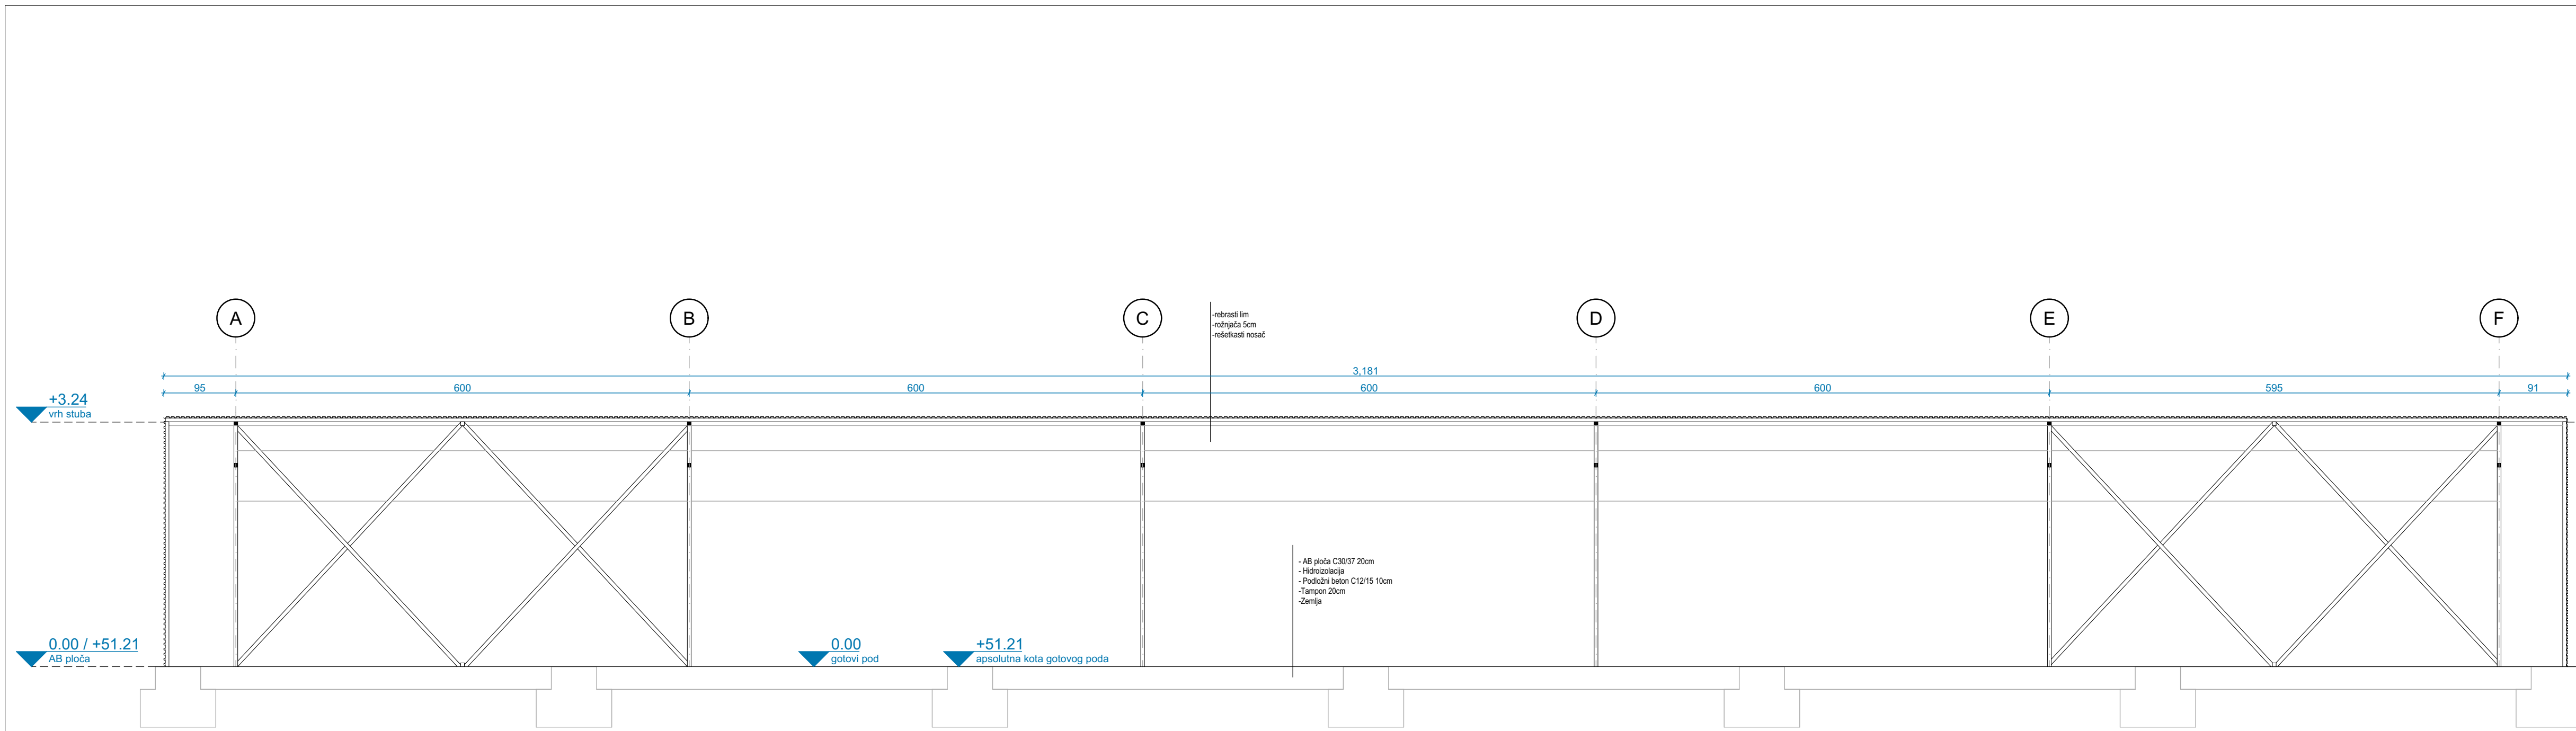 A
B
C
D
E
F
-rebrasti lim
-rožnjača 5cm
-rešetkasti nosač
3,181
95
600
600
600
600
595
91
+3.24
vrh stuba
- AB ploča C30/37 20cm
- Hidroizolacija
- Podložni beton C12/15 10cm
-Tampon 20cm
-Zemlja
0.00 / +51.21
AB ploča
0.00
gotovi pod
+51.21
apsolutna kota gotovog poda